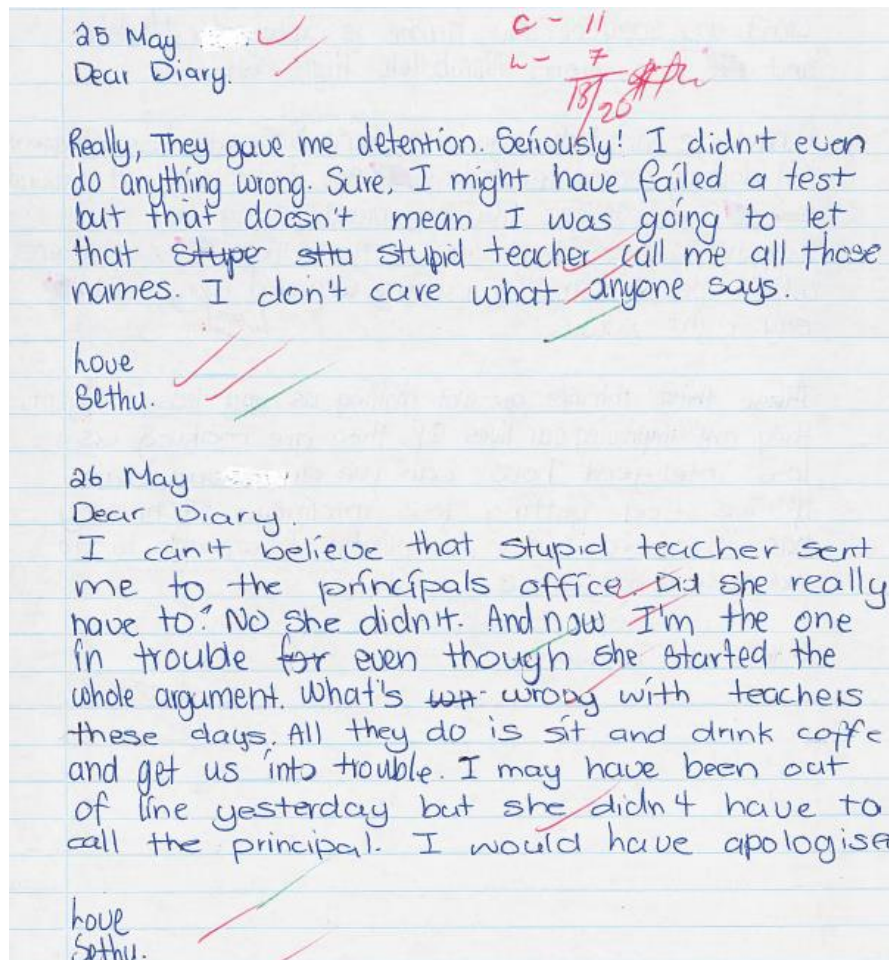 25 May
Dear Diary.
C - 11
L - 7
18/20
Really, They gave me detention. Seriously! I didn't even
do anything wrong. Sure, I might have failed a test
but that doesn't mean I was going to let
that stupe stu stupid teacher call me all those
names. I don't care what anyone says.
Love
Sethu.
26 May
Dear Diary.
I can't believe that stupid teacher sent
me to the principals office. Did she really
have to? No she didn't. And now I'm the one
in trouble for even though she started the
whole argument. What's wrong with teachers
these days. All they do is sit and drink coffe
and get us into trouble. I may have been out
of line yesterday but she didn't have to
call the principal. I would have apologise
Love
Sethu.